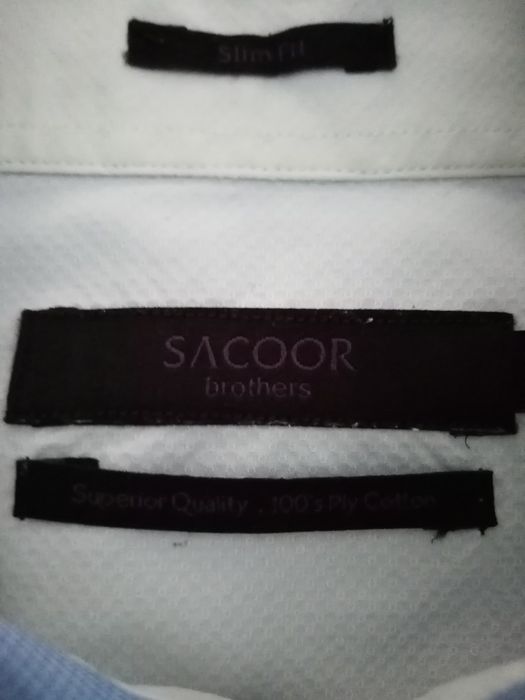 Slim Fit
SACOOR
brothers
Superior Quality . 100's Ply Cotton